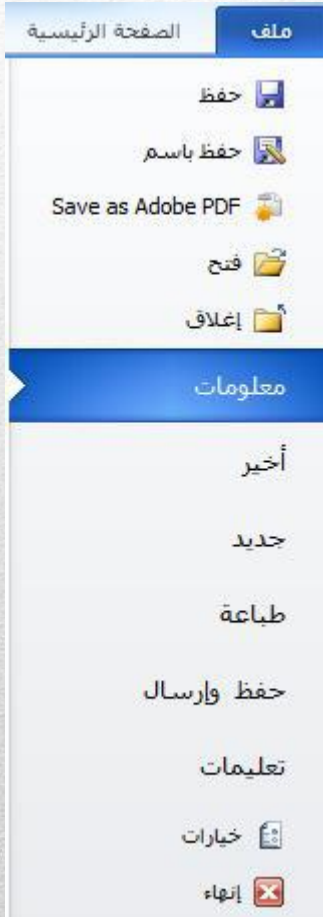 ملف الصفحة الرئيسية
حفظ
حفظ باسم
Save as Adobe PDF
فتح
إغلاق
معلومات
أخير
جديد
طباعة
حفظ وإرسال
تعليمات
خيارات
إنهاء